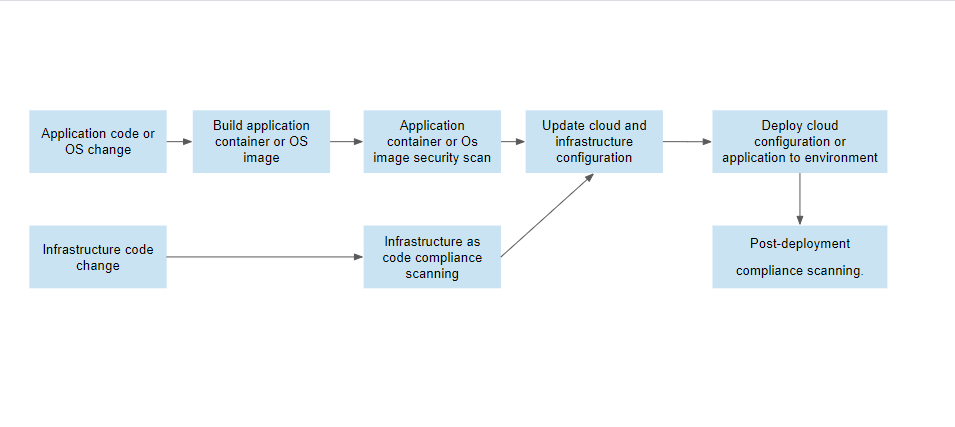 Application code or
OS change
Build application
container or OS
image
Application
container or Os
image security scan
Update cloud and
infrastructure
configuration
Deploy cloud
configuration or
application to environment
Infrastructure code
change
Infrastructure as
code compliance
scanning
Post-deployment
compliance scanning.